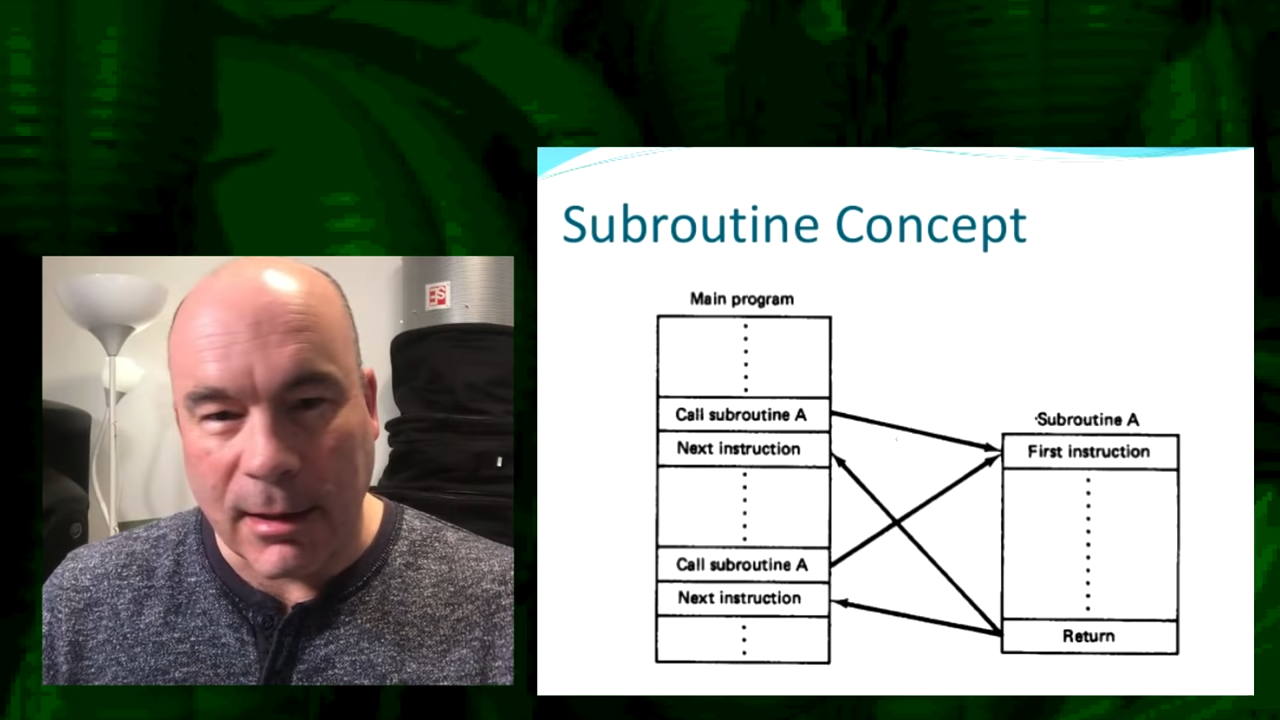 Subroutine Concept
Main program
Call subroutine A
Next instruction
Call subroutine A
Next instruction
Subroutine A
First instruction
Return